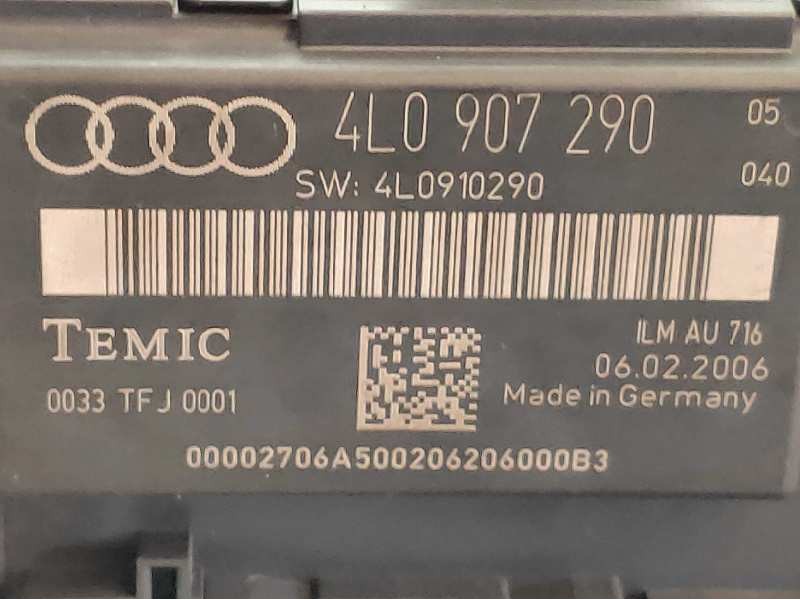 4L0 907 290 05
SW: 4L0910290 040
TEMIC ILM AU 716
06.02.2006
0033 TFJ 0001 Made in Germany
00002706A500206206000B3